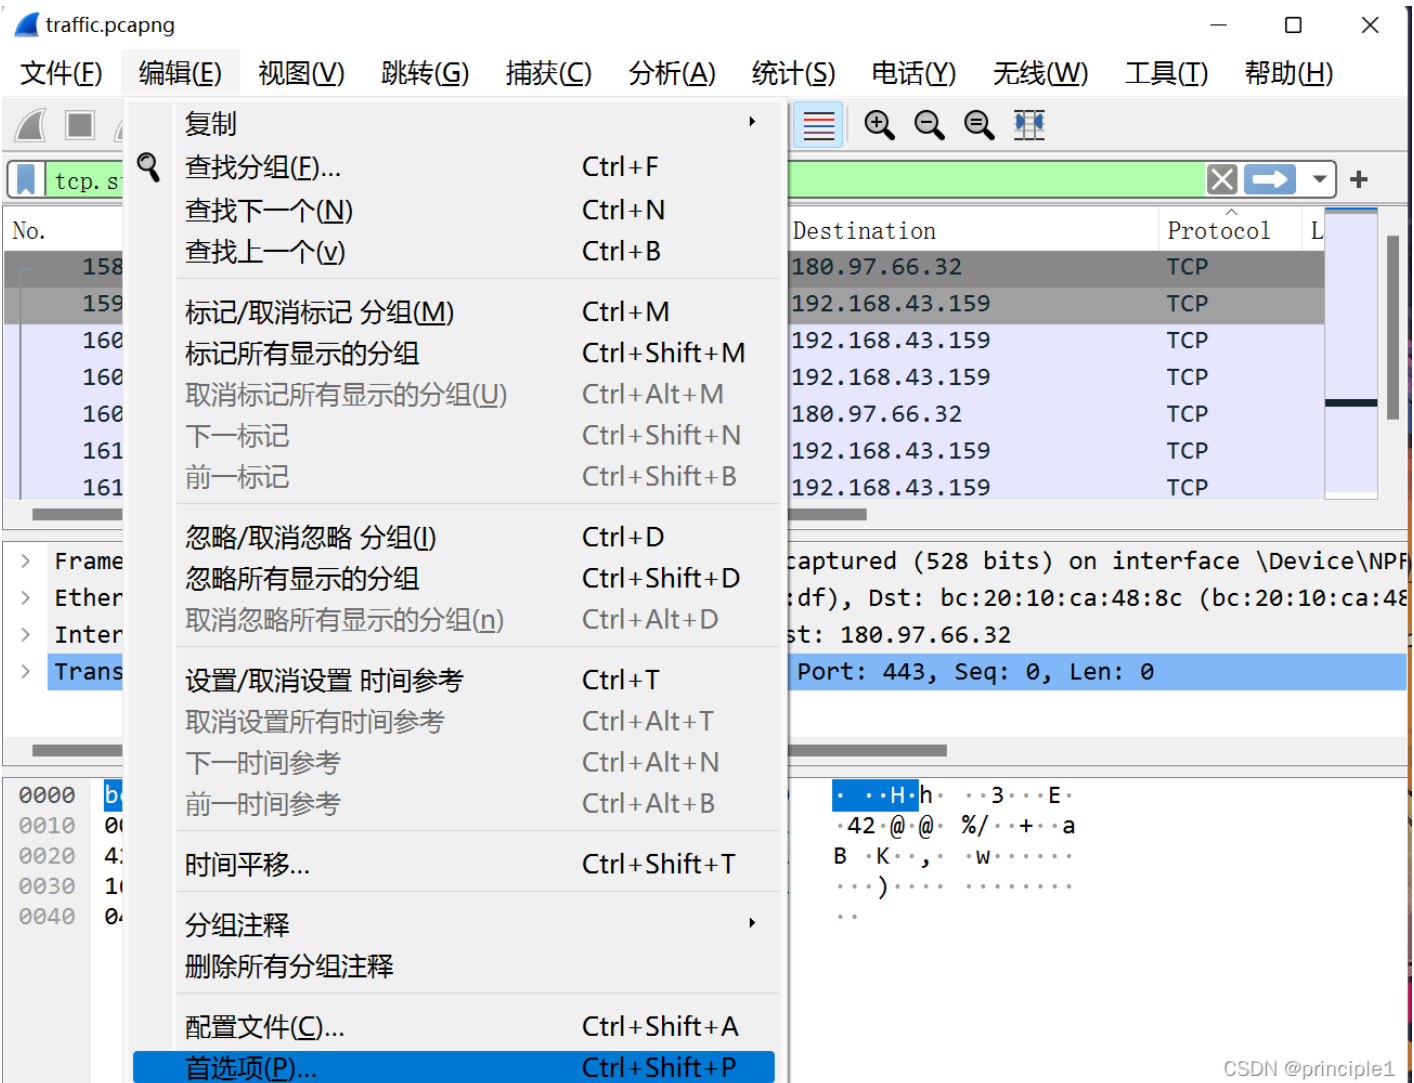 traffic.pcapng
文件(F) 编辑(E) 视图(V) 跳转(G) 捕获(C) 分析(A) 统计(S) 电话(Y) 无线(W) 工具(T) 帮助(H)
tcp.s
复制
查找分组(F)... Ctrl+F
查找下一个(N) Ctrl+N
查找上一个(v) Ctrl+B
标记/取消标记 分组(M) Ctrl+M
标记所有显示的分组 Ctrl+Shift+M
取消标记所有显示的分组(U) Ctrl+Alt+M
下一标记 Ctrl+Shift+N
前一标记 Ctrl+Shift+B
忽略/取消忽略 分组(I) Ctrl+D
忽略所有显示的分组 Ctrl+Shift+D
取消忽略所有显示的分组(n) Ctrl+Alt+D
设置/取消设置 时间参考 Ctrl+T
取消设置所有时间参考 Ctrl+Alt+T
下一时间参考 Ctrl+Alt+N
前一时间参考 Ctrl+Alt+B
时间平移... Ctrl+Shift+T
分组注释
删除所有分组注释
配置文件(C)... Ctrl+Shift+A
首选项(P)... Ctrl+Shift+P
No. Destination Protocol L
158 180.97.66.32 TCP
159 192.168.43.159 TCP
160 192.168.43.159 TCP
160 192.168.43.159 TCP
160 180.97.66.32 TCP
161 192.168.43.159 TCP
161 192.168.43.159 TCP
Frame captured (528 bits) on interface \Device\NPF
Ether :df), Dst: bc:20:10:ca:48:8c (bc:20:10:ca:48
Inter st: 180.97.66.32
Trans Port: 443, Seq: 0, Len: 0
0000 b · ··H h· ··3···E·
0010 0 ·42·@·@· %/··+··a
0020 4 B ·K··,· ·w······
0030 1 ···)···· ········
0040 0 ··
CSDN @principle1